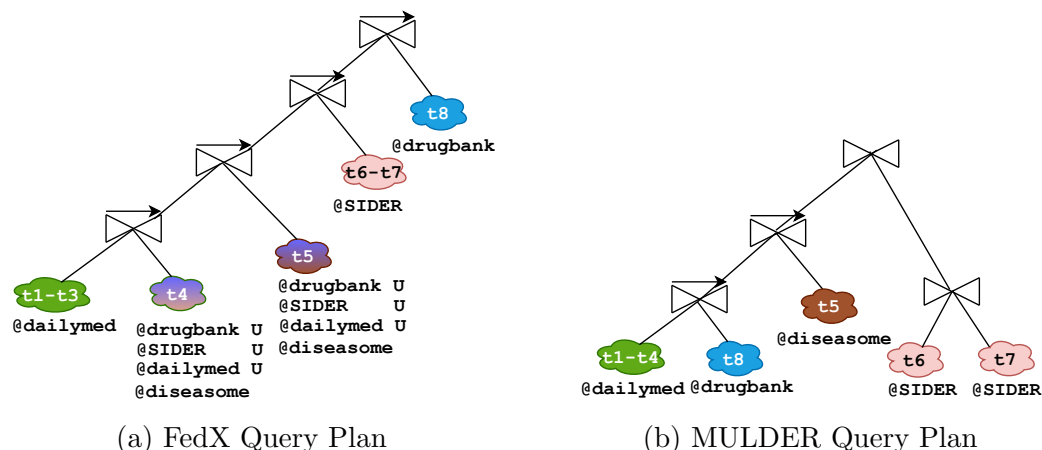 t8
@drugbank
t6-t7
@SIDER
t5
@drugbank U
@SIDER U
@dailymed U
@diseasome
t1-t3
@dailymed
t4
@drugbank U
@SIDER U
@dailymed U
@diseasome
(a) FedX Query Plan
t5
@diseasome
t1-t4
@dailymed
t8
@drugbank
t6
@SIDER
t7
@SIDER
(b) MULDER Query Plan